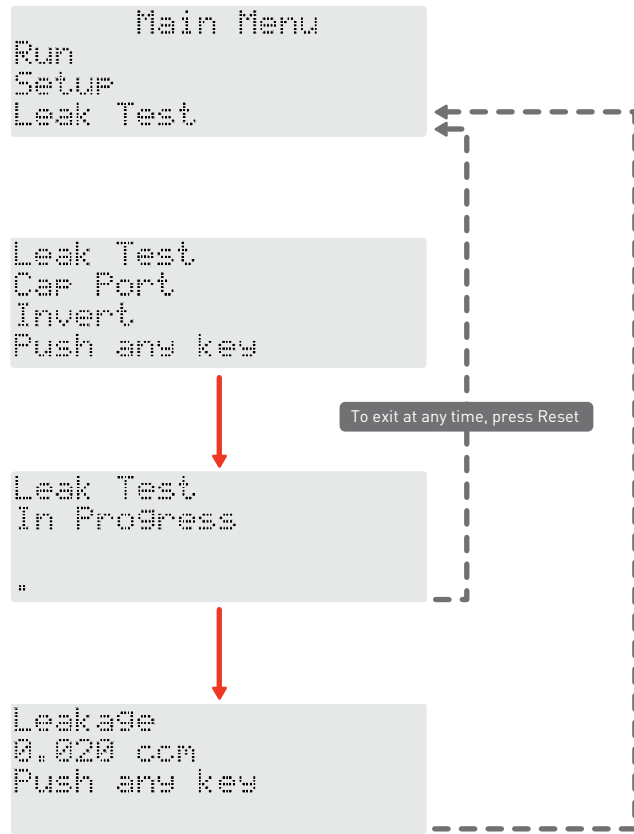 Main Menu
Run
Setup
Leak Test
Leak Test
Cap Port
Invert
Push any key
To exit at any time, press Reset
Leak Test
In Progress
..
Leakage
0.020 ccm
Push any key